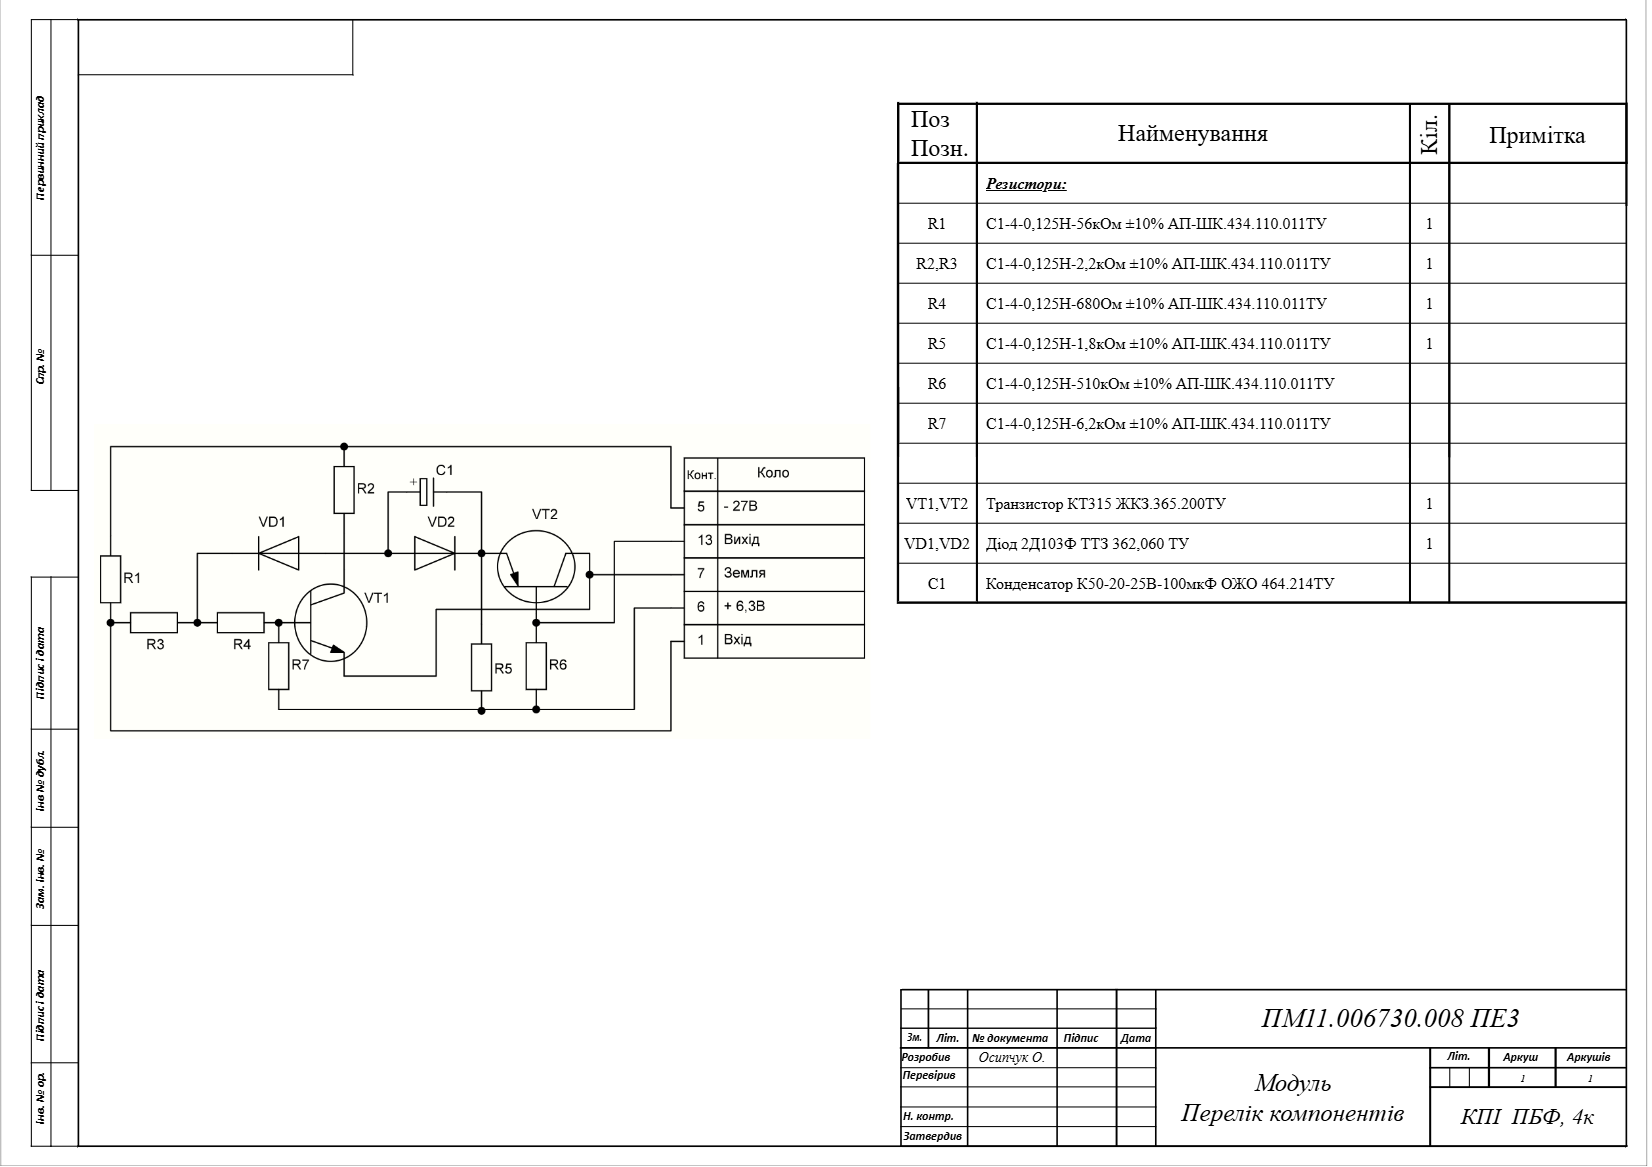 Первинний приклад
Спр. №
Підпис і дата
Інв № дубл.
Зам. інв. №
Підпис і дата
Інв. № ор.
R1
R2
R3
R4
R5
R6
R7
C1
+
VD1
VD2
VT1
VT2
Конт. Коло
5 - 27В
13 Вихід
7 Земля
6 + 6,3В
1 Вхід
Поз Позн. Найменування Кіл. Примітка
Резистори:
R1 С1-4-0,125Н-56кОм ±10% АП-ШК.434.110.011ТУ 1
R2,R3 С1-4-0,125Н-2,2кОм ±10% АП-ШК.434.110.011ТУ 1
R4 С1-4-0,125Н-680Ом ±10% АП-ШК.434.110.011ТУ 1
R5 С1-4-0,125Н-1,8кОм ±10% АП-ШК.434.110.011ТУ 1
R6 С1-4-0,125Н-510кОм ±10% АП-ШК.434.110.011ТУ
R7 С1-4-0,125Н-6,2кОм ±10% АП-ШК.434.110.011ТУ
VT1,VT2 Транзистор КТ315 ЖКЗ.365.200ТУ 1
VD1,VD2 Діод 2Д103Ф ТТЗ 362,060 ТУ 1
C1 Конденсатор К50-20-25В-100мкФ ОЖО 464.214ТУ
ПМ11.006730.008 ПЕЗ
Зм. Літ. № документа Підпис Дата
Розробив Осипчук О.
Перевірив
Н. контр.
Затвердив
Модуль
Перелік компонентів
Літ. Аркуш Аркушів
1 1
КПІ ПБФ, 4к